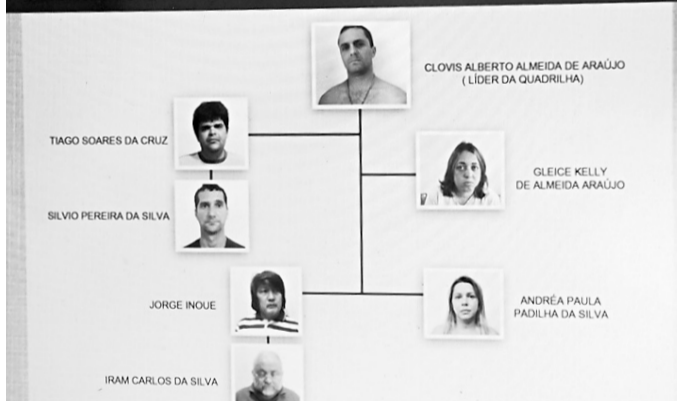 CLOVIS ALBERTO ALMEIDA DE ARAÚJO
( LÍDER DA QUADRILHA)
TIAGO SOARES DA CRUZ
GLEICE KELLY
DE ALMEIDA ARAÚJO
SILVIO PEREIRA DA SILVA
JORGE INOUE
ANDRÉA PAULA
PADILHA DA SILVA
IRAM CARLOS DA SILVA